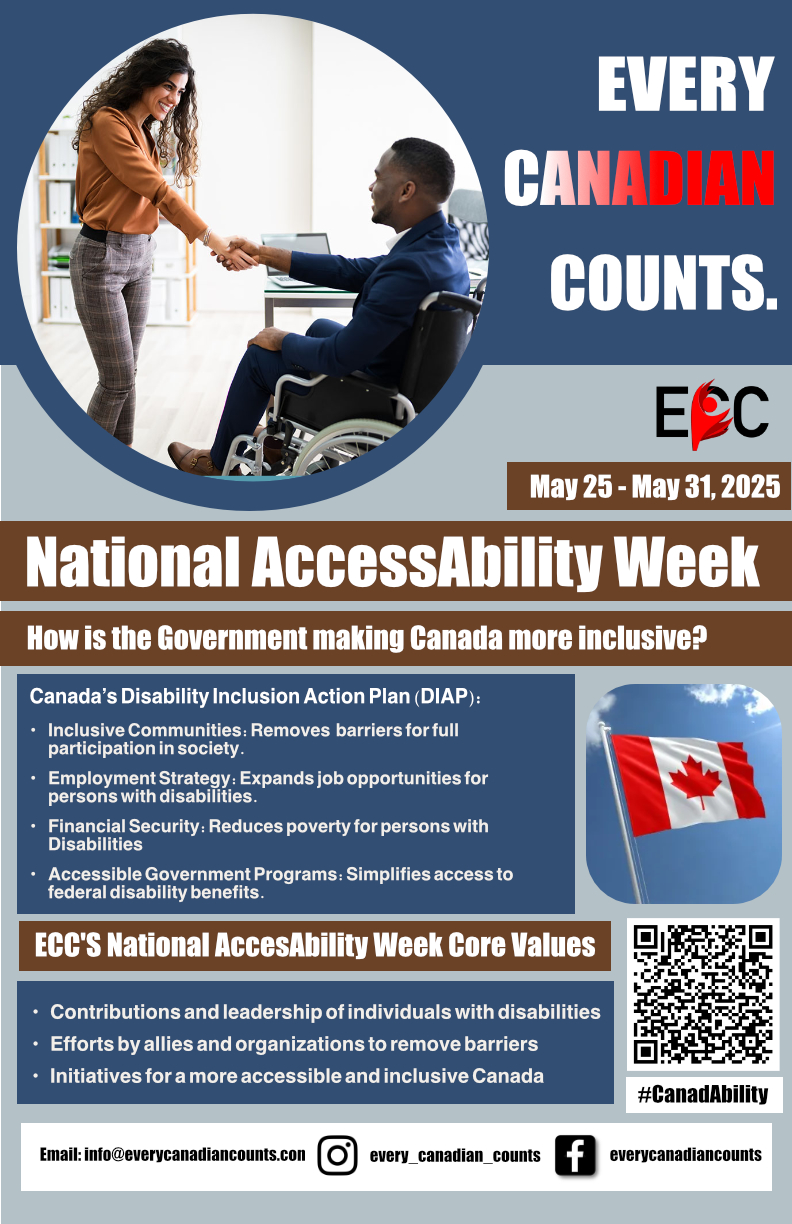 EVERY
CANADIAN
COUNTS.
ECC
May 25 - May 31, 2025
National AccessAbility Week
How is the Government making Canada more inclusive?
Canada’s Disability Inclusion Action Plan (DIAP):
• Inclusive Communities: Removes barriers for full
participation in society.
• Employment Strategy: Expands job opportunities for
persons with disabilities.
• Financial Security: Reduces poverty for persons with
Disabilities
• Accessible Government Programs: Simplifies access to
federal disability benefits.
ECC'S National AccesAbility Week Core Values
• Contributions and leadership of individuals with disabilities
• Efforts by allies and organizations to remove barriers
• Initiatives for a more accessible and inclusive Canada
#CanadAbility
Email: info@everycanadiancounts.con
every_canadian_counts
everycanadiancounts